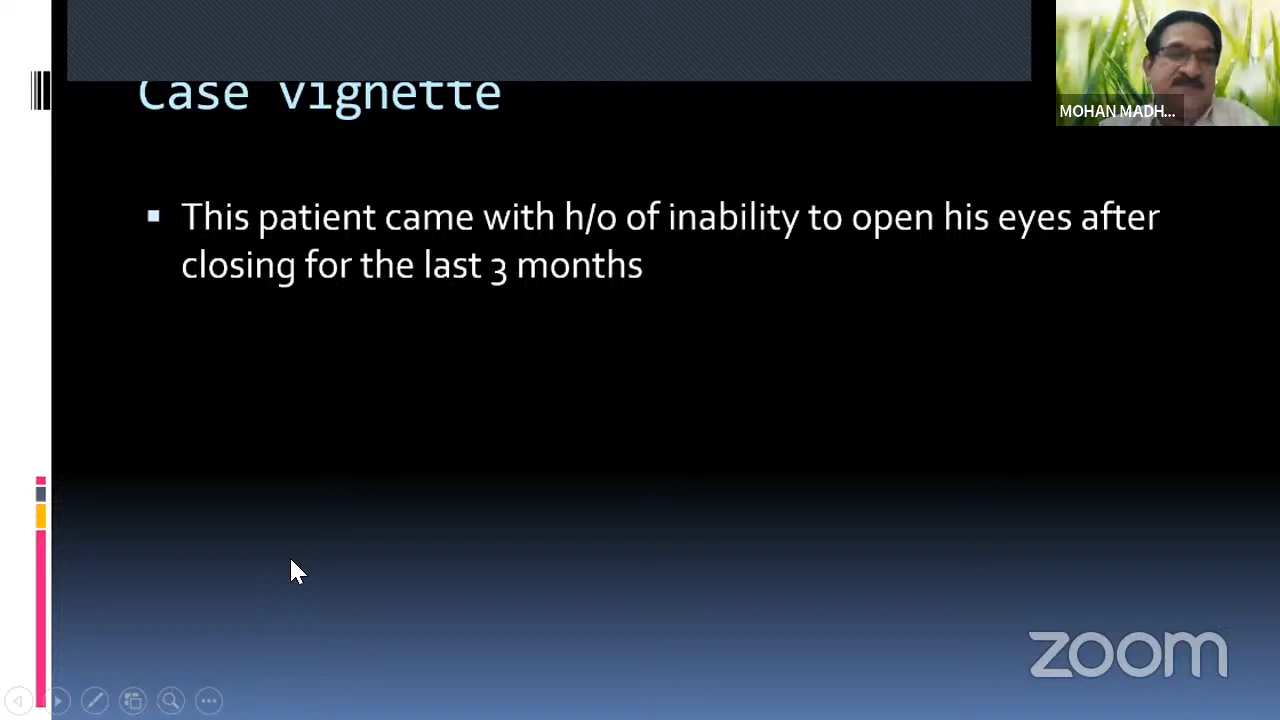 Case vignette
MOHAN MADH...
▪ This patient came with h/o of inability to open his eyes after
closing for the last 3 months
zoom